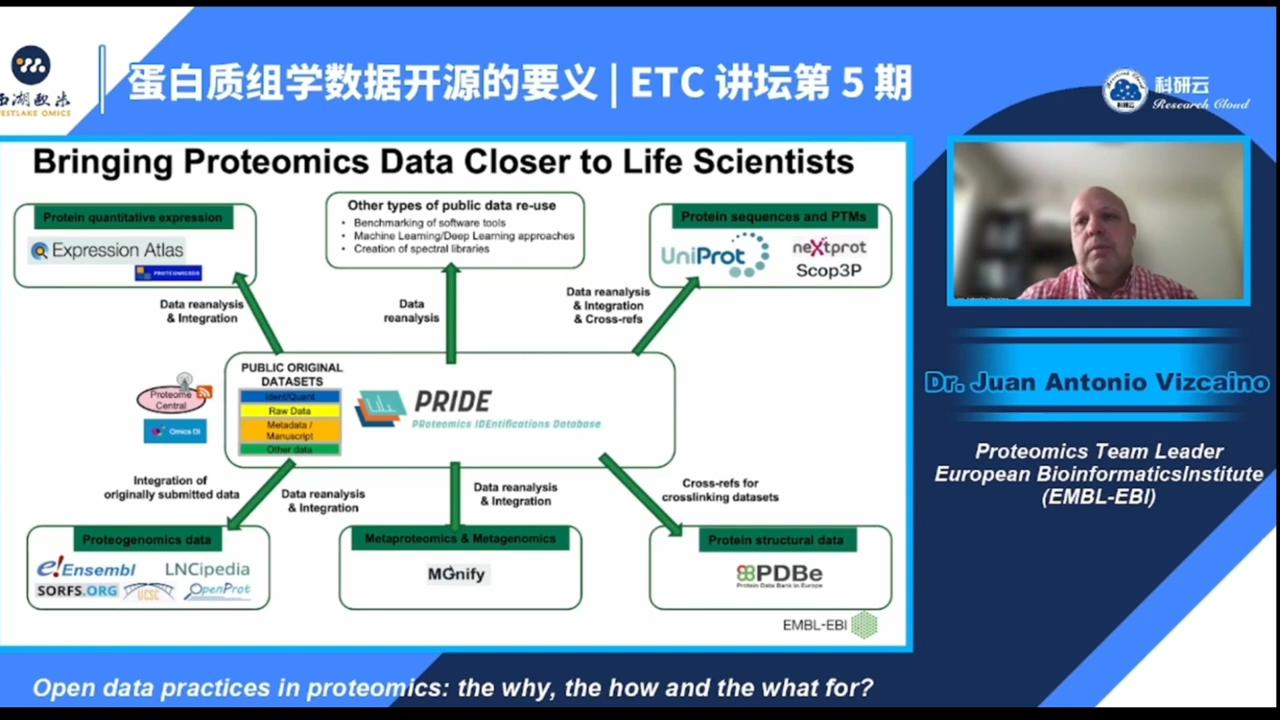 西湖欧米
WESTLAKE OMICS
蛋白质组学数据开源的要义 | ETC 讲坛第 5 期
科研云
Research Cloud
Bringing Proteomics Data Closer to Life Scientists
Protein quantitative expression
Expression Atlas
PROTEOMICSDB
Other types of public data re-use
• Benchmarking of software tools
• Machine Learning/Deep Learning approaches
• Creation of spectral libraries
Protein sequences and PTMs
UniProt
neXtprot
Scop3P
Data reanalysis
& Integration
Data
reanalysis
Data reanalysis
& Integration
& Cross-refs
PUBLIC ORIGINAL
DATASETS
Ident/Quant
Raw Data
Metadata /
Manuscript
Other data
PRIDE
PRoteomics IDEntifications Database
Proteome
Central
Omics DI
Integration of
originally submitted data
Data reanalysis
& Integration
Data reanalysis
& Integration
Cross-refs for
crosslinking datasets
Proteogenomics data
e!Ensembl
LNCipedia
SORFS.ORG
UCSC
OpenProt
Metaproteomics & Metagenomics
MGnify
Protein structural data
PDBe
Protein Data Bank in Europe
EMBL-EBI
Dr. Juan Antonio Vizcaino
Proteomics Team Leader
European BioinformaticsInstitute
(EMBL-EBI)
Open data practices in proteomics: the why, the how and the what for?